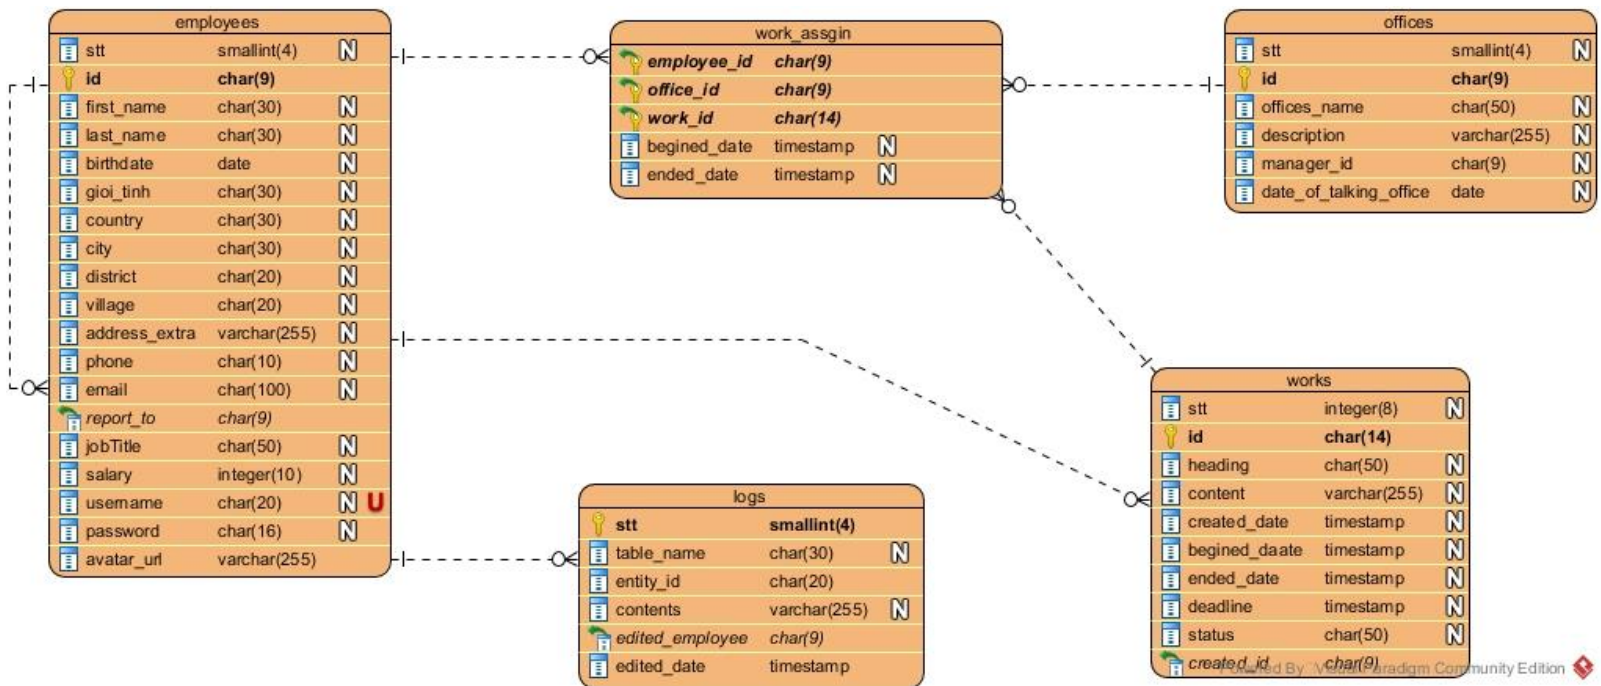 employees
stt smallint(4) N
id char(9)
first_name char(30) N
last_name char(30) N
birthdate date N
gioi_tinh char(30) N
country char(30) N
city char(30) N
district char(20) N
village char(20) N
address_extra varchar(255) N
phone char(10) N
email char(100) N
report_to char(9)
jobTitle char(50) N
salary integer(10) N
username char(20) N U
password char(16) N
avatar_url varchar(255)
work_assgin
employee_id char(9)
office_id char(9)
work_id char(14)
begined_date timestamp N
ended_date timestamp N
offices
stt smallint(4) N
id char(9)
offices_name char(50) N
description varchar(255) N
manager_id char(9) N
date_of_talking_office date N
logs
stt smallint(4)
table_name char(30) N
entity_id char(20)
contents varchar(255) N
edited_employee char(9)
edited_date timestamp
works
stt integer(8) N
id char(14)
heading char(50) N
content varchar(255) N
created_date timestamp N
begined_daate timestamp N
ended_date timestamp N
deadline timestamp N
status char(50) N
created_id char(9)
Powered By Visual Paradigm Community Edition